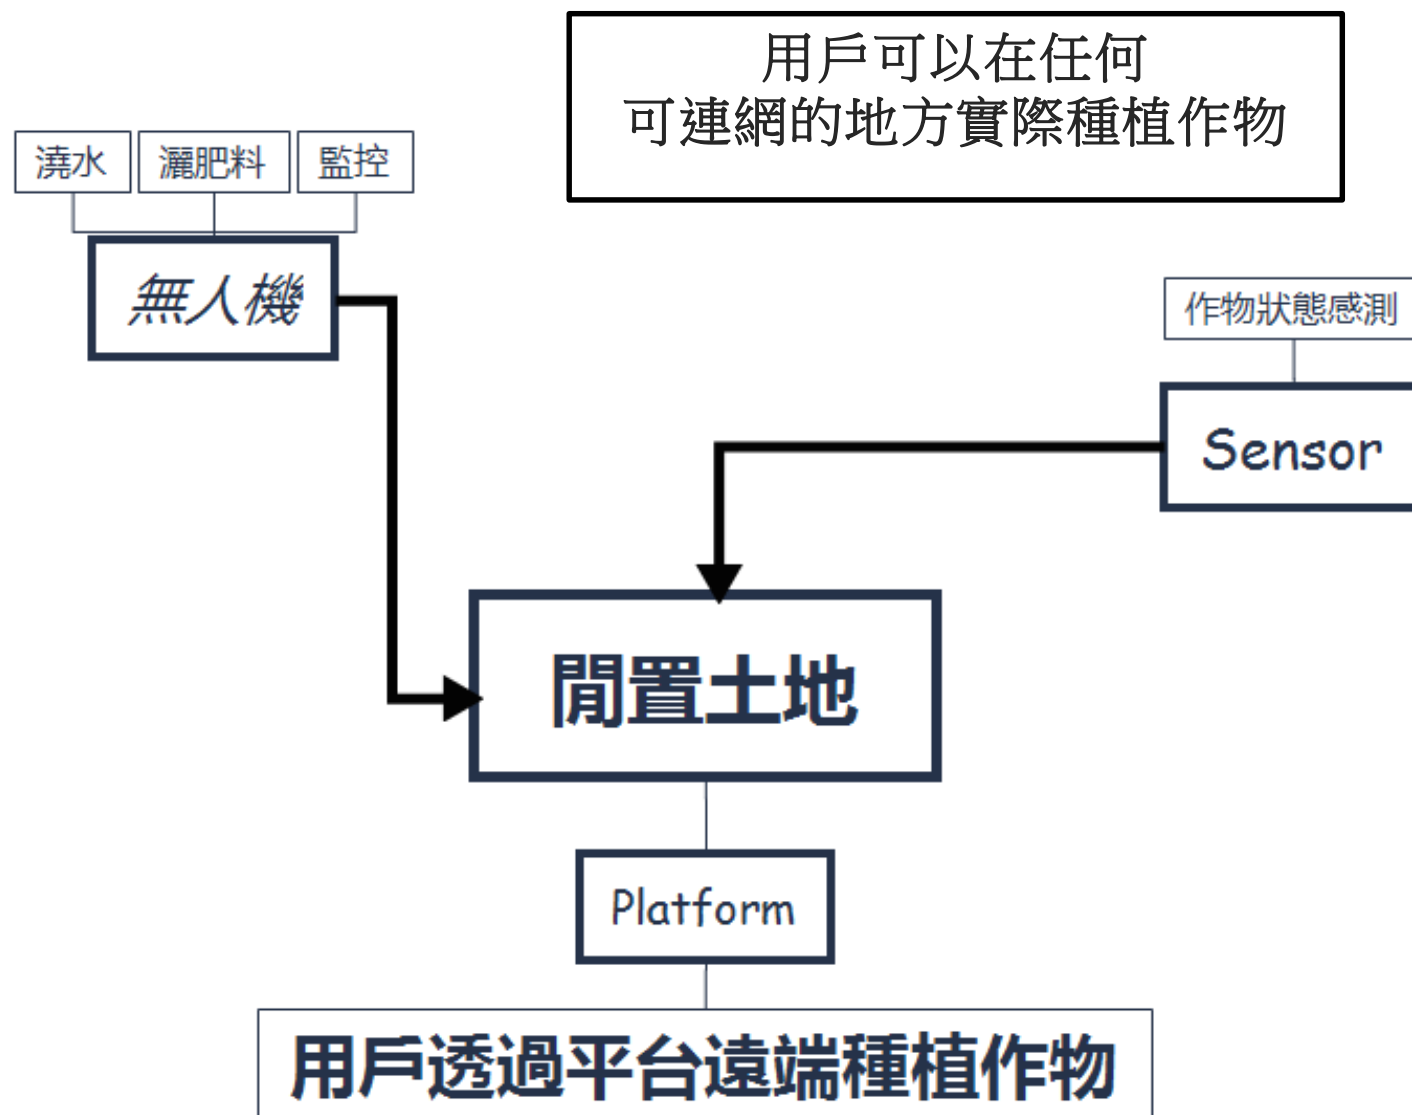 用戶可以在任何
可連網的地方實際種植作物
澆水
灑肥料
監控
無人機
作物狀態感測
Sensor
閒置土地
Platform
用戶透過平台遠端種植作物